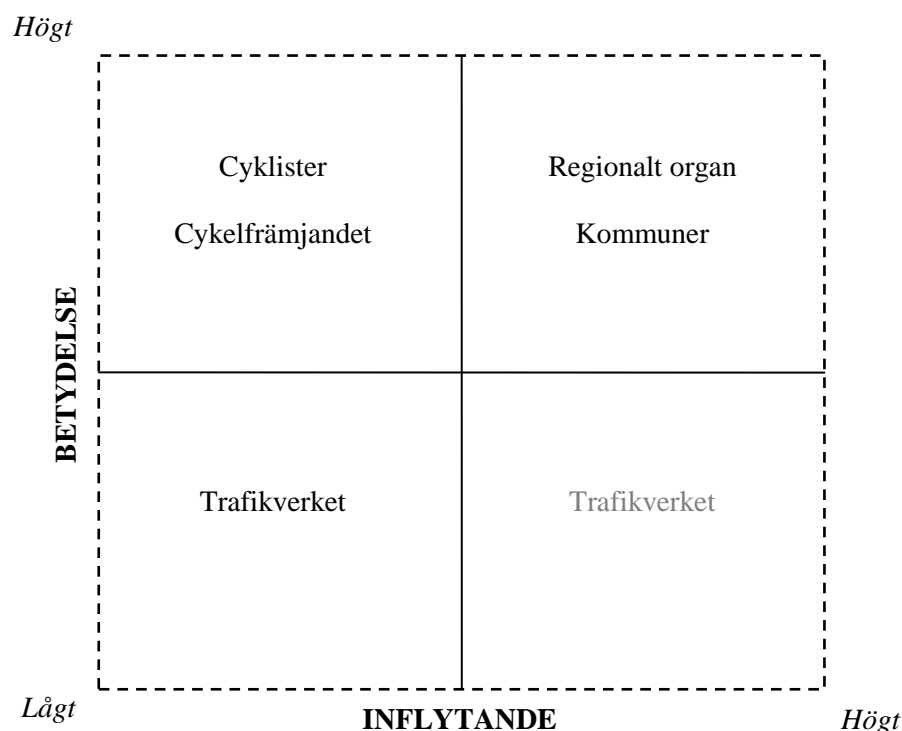 Högt
Cyklister
Cykelfrämjandet
Regionalt organ
Kommuner
BETYDELSE
Trafikverket
Trafikverket
Lågt
INFLYTANDE
Högt